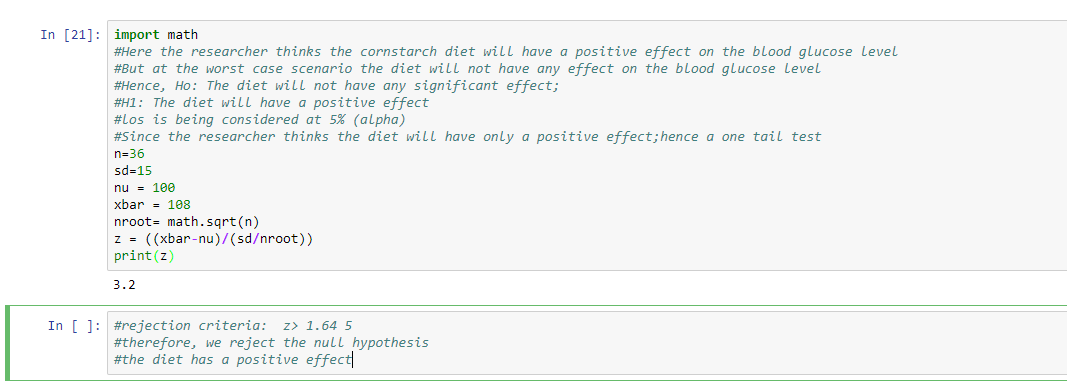 In [21]: import math
#Here the researcher thinks the cornstarch diet will have a positive effect on the blood glucose level
#But at the worst case scenario the diet will not have any effect on the blood glucose level
#Hence, Ho: The diet will not have any significant effect;
#H1: The diet will have a positive effect
#los is being considered at 5% (alpha)
#Since the researcher thinks the diet will have only a positive effect;hence a one tail test
n=36
sd=15
nu = 100
xbar = 108
nroot= math.sqrt(n)
z = ((xbar-nu)/(sd/nroot))
print(z)
3.2
In [ ]: #rejection criteria:  z> 1.64 5
#therefore, we reject the null hypothesis
#the diet has a positive effect